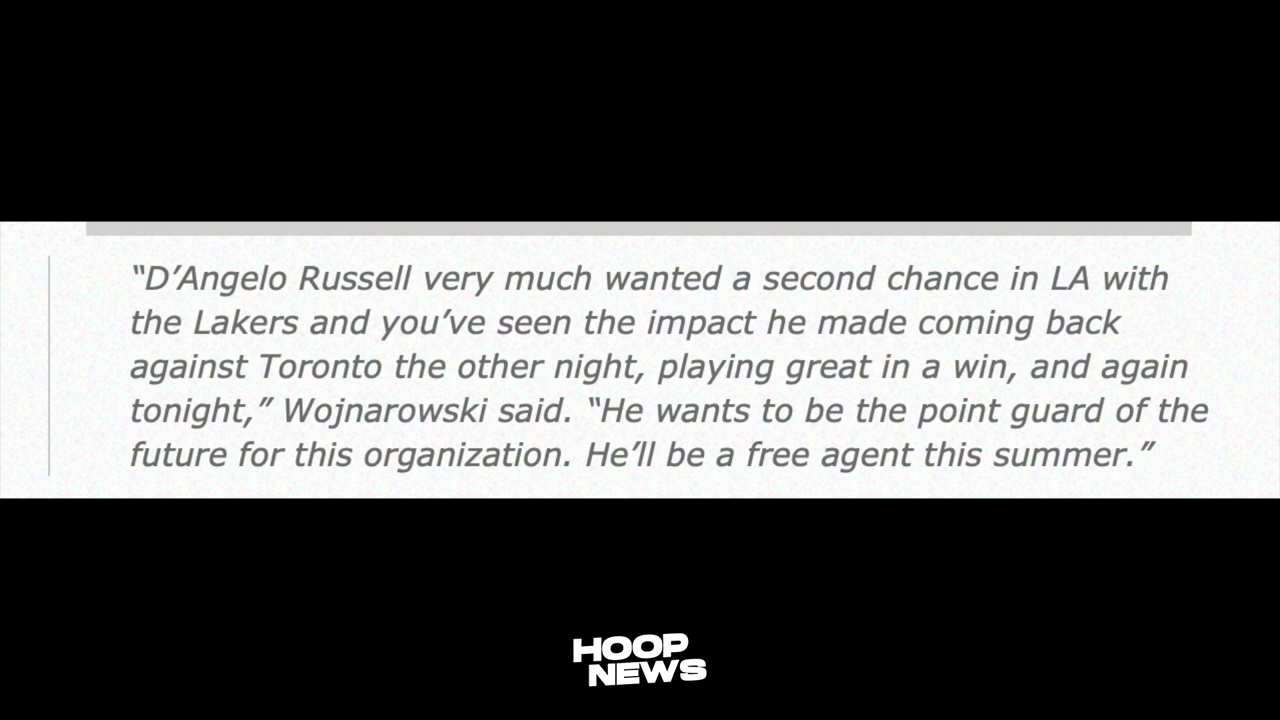 “D’Angelo Russell very much wanted a second chance in LA with
the Lakers and you’ve seen the impact he made coming back
against Toronto the other night, playing great in a win, and again
tonight,” Wojnarowski said. “He wants to be the point guard of the
future for this organization. He’ll be a free agent this summer.”
HOOP
NEWS